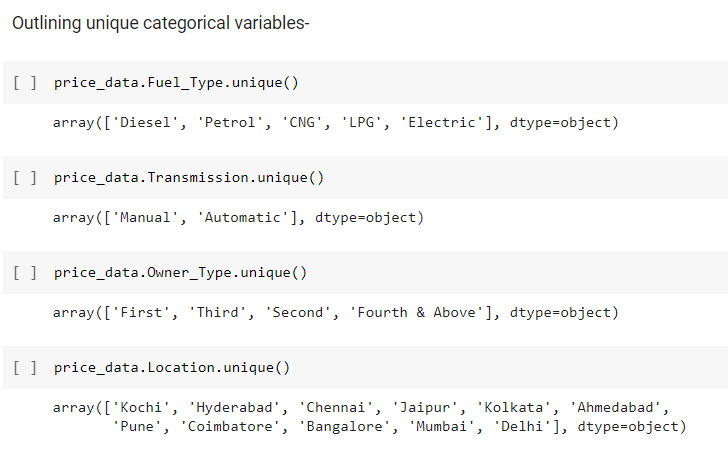 Outlining unique categorical variables-
[ ] price_data.Fuel_Type.unique()
array(['Diesel', 'Petrol', 'CNG', 'LPG', 'Electric'], dtype=object)
[ ] price_data.Transmission.unique()
array(['Manual', 'Automatic'], dtype=object)
[ ] price_data.Owner_Type.unique()
array(['First', 'Third', 'Second', 'Fourth & Above'], dtype=object)
[ ] price_data.Location.unique()
array(['Kochi', 'Hyderabad', 'Chennai', 'Jaipur', 'Kolkata', 'Ahmedabad',
'Pune', 'Coimbatore', 'Bangalore', 'Mumbai', 'Delhi'], dtype=object)